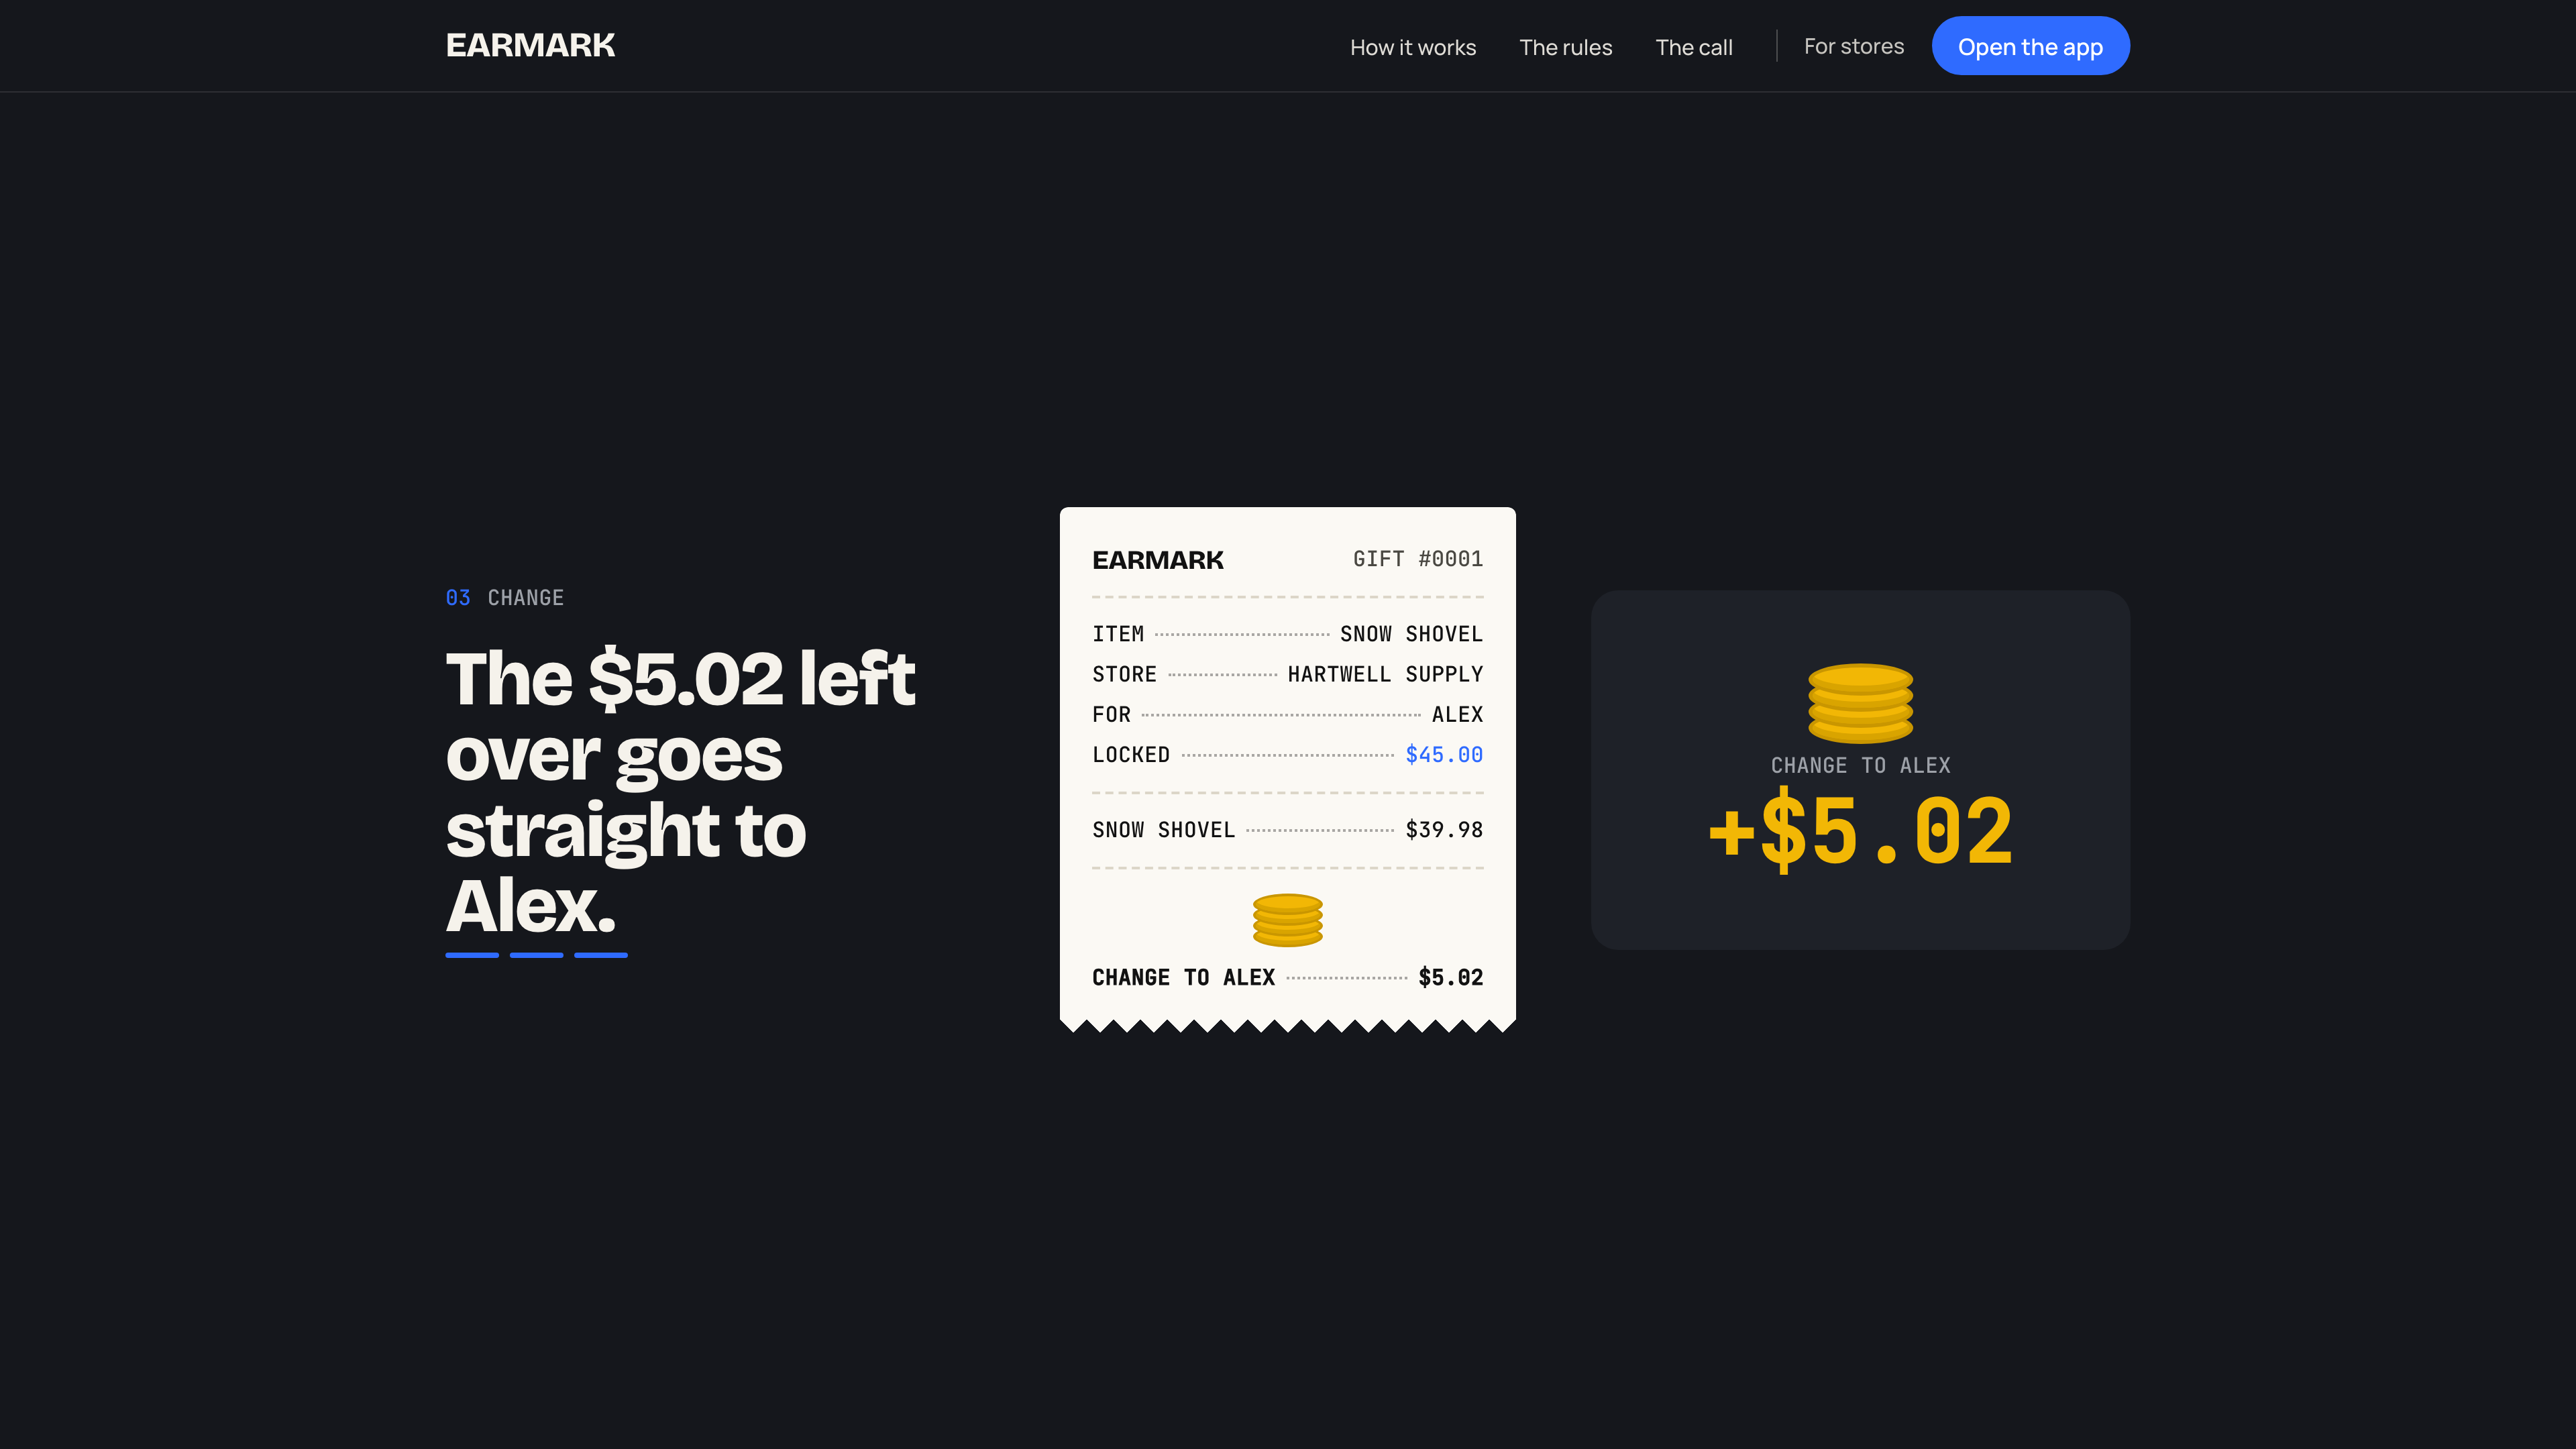 EARMARK
How it works
The rules
The call
For stores
Open the app
03 CHANGE
The $5.02 left
over goes
straight to
Alex.
EARMARK GIFT #0001
ITEM SNOW SHOVEL
STORE HARTWELL SUPPLY
FOR ALEX
LOCKED $45.00
SNOW SHOVEL $39.98
CHANGE TO ALEX $5.02
CHANGE TO ALEX
+$5.02